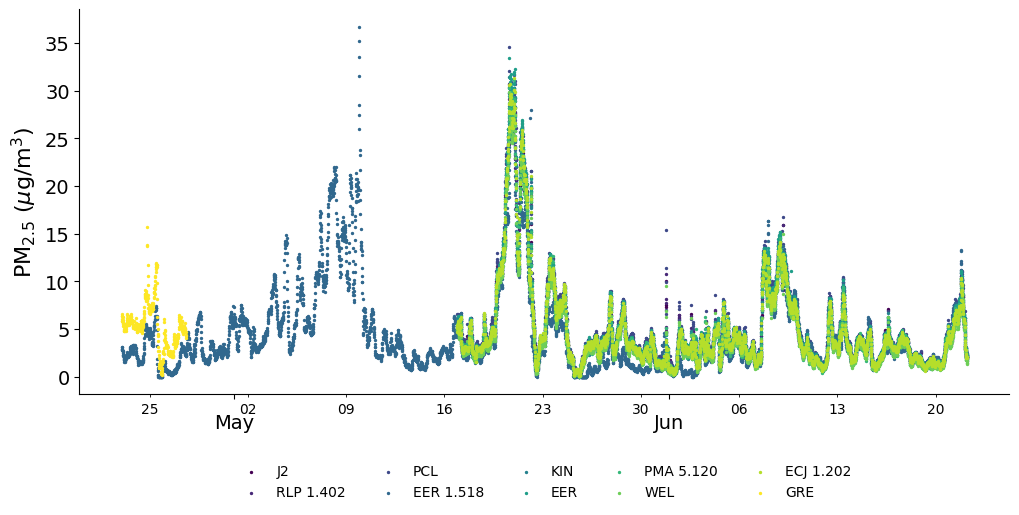 35
30
25
20
15
10
5
0
PM2.5 (μg/m³)
25 02 09 16 23 30 06 13 20
May Jun
J2 PCL KIN PMA 5.120 ECJ 1.202
RLP 1.402 EER 1.518 EER WEL GRE